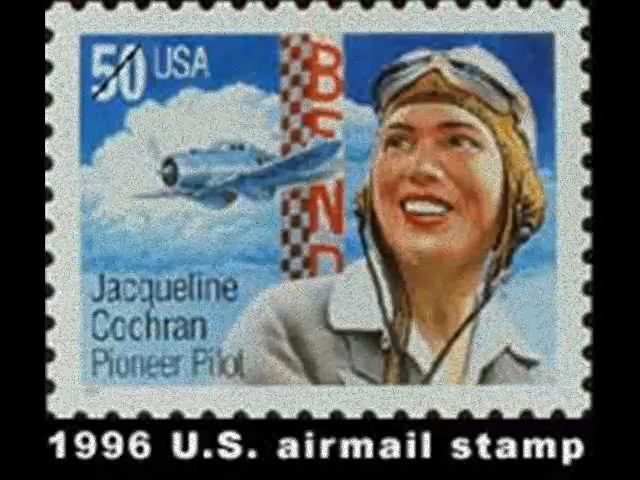 50 USA
BEND
Jacqueline
Cochran
Pioneer Pilot
1996 U.S. airmail stamp